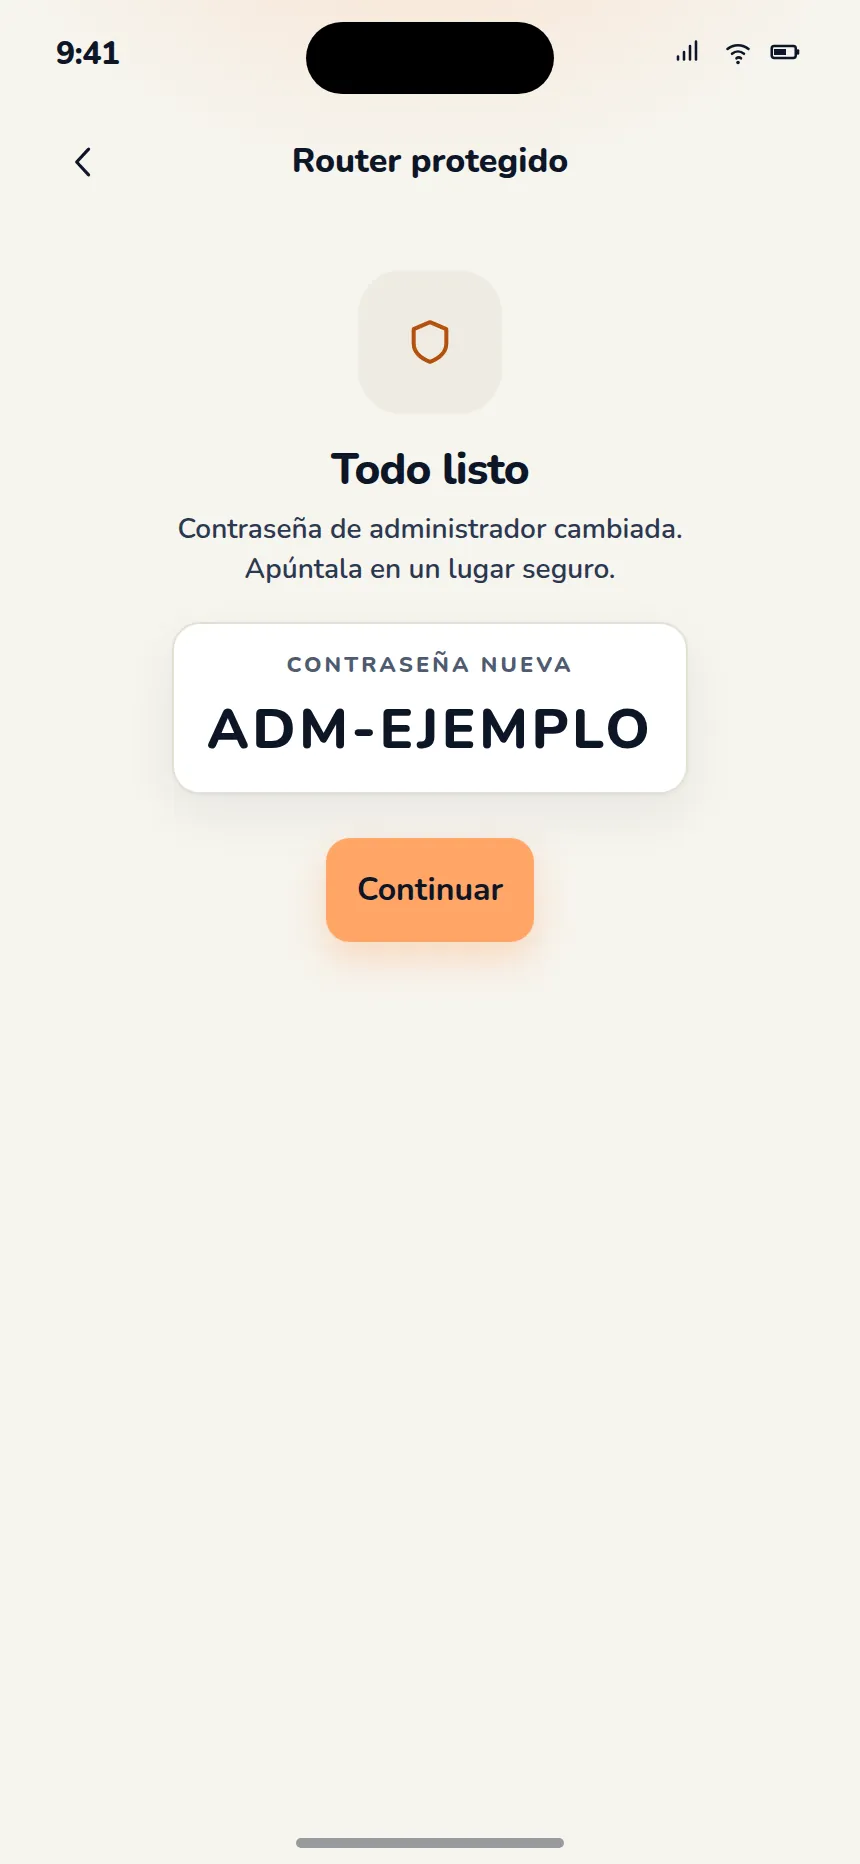 9:41
Router protegido
Todo listo
Contraseña de administrador cambiada.
Apúntala en un lugar seguro.
CONTRASEÑA NUEVA
ADM-EJEMPLO
Continuar